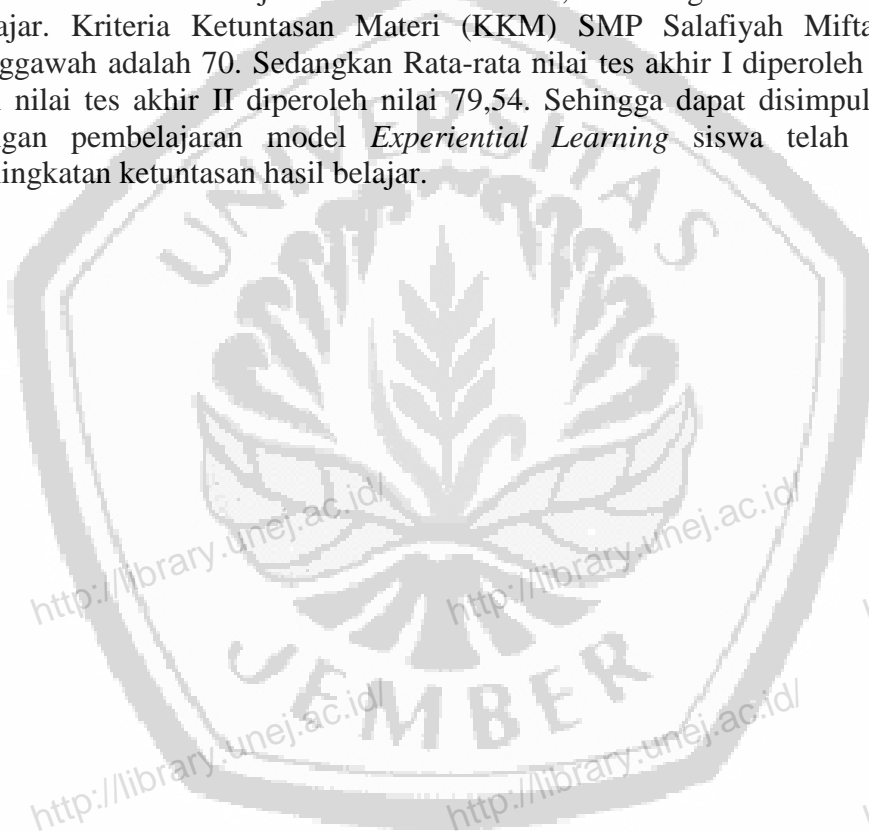 ajar. Kriteria Ketuntasan Materi (KKM) SMP Salafiyah Mifta
ggawah adalah 70. Sedangkan Rata-rata nilai tes akhir I diperoleh
nilai tes akhir II diperoleh nilai 79,54. Sehingga dapat disimpul
gan pembelajaran model Experiential Learning siswa telah
ingkatan ketuntasan hasil belajar.
UNIVERSITAS
http://library.unej.ac.id/
http://library.unej.ac.id/
JEMBER
http://library.unej.ac.id/
http://library.unej.ac.id/